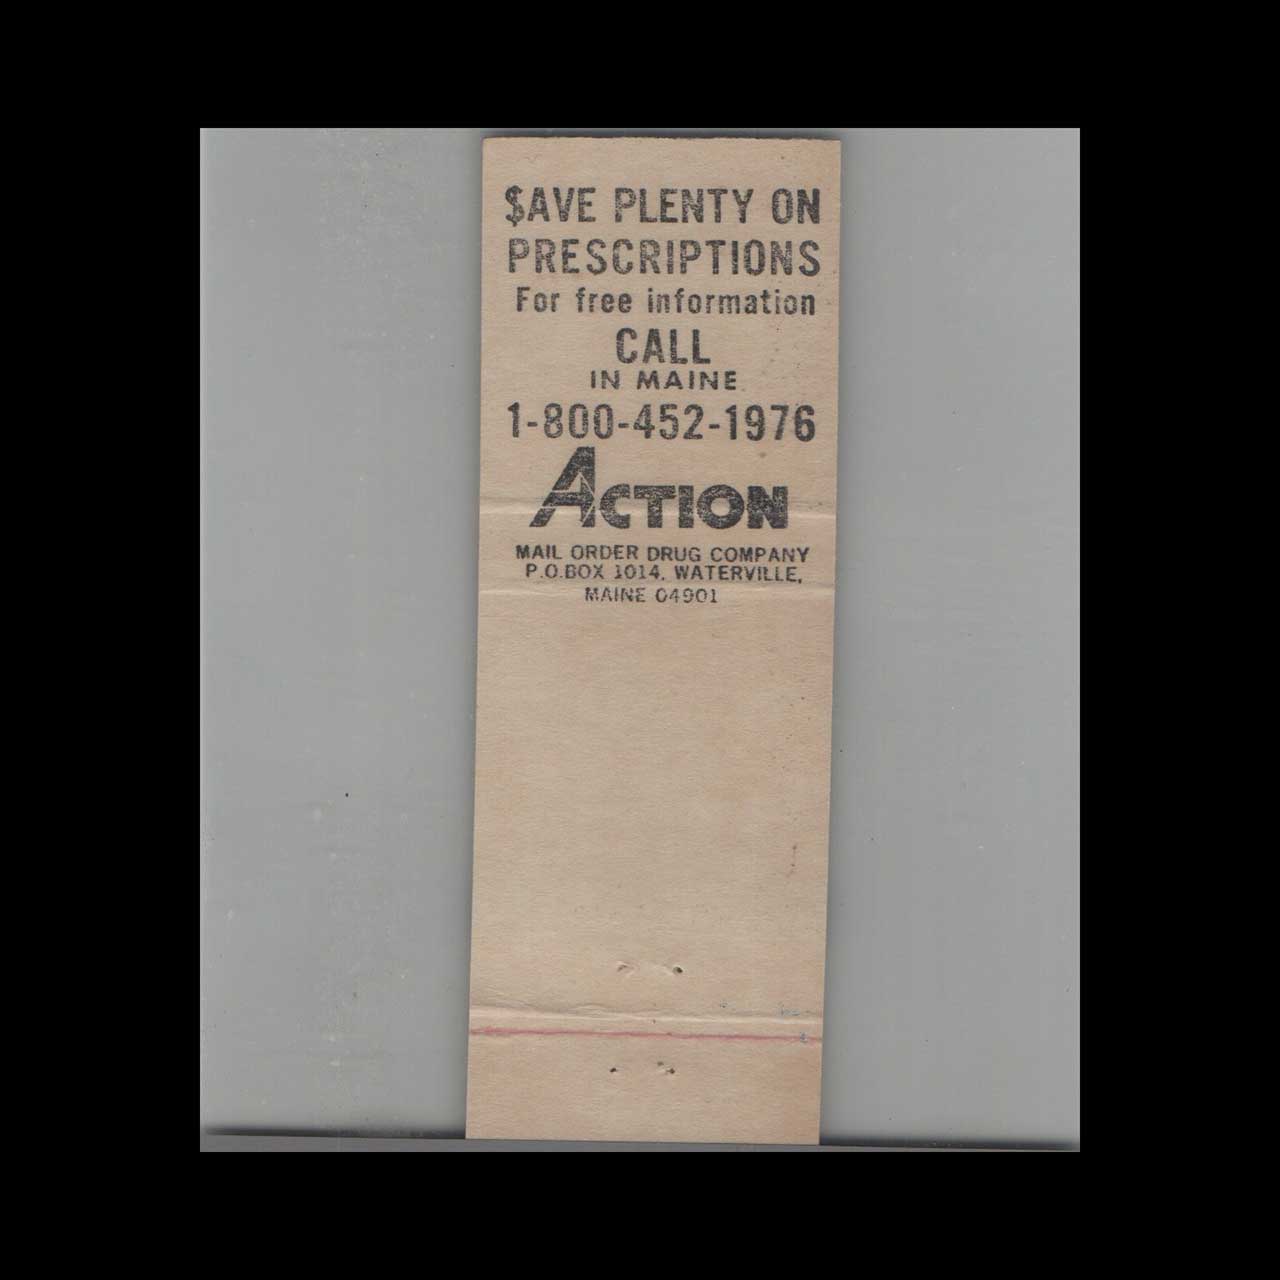 $AVE PLENTY ON
PRESCRIPTIONS
For free information
CALL
IN MAINE
1-800-452-1976
ACTION
MAIL ORDER DRUG COMPANY
P.O.BOX 1014, WATERVILLE,
MAINE 04901